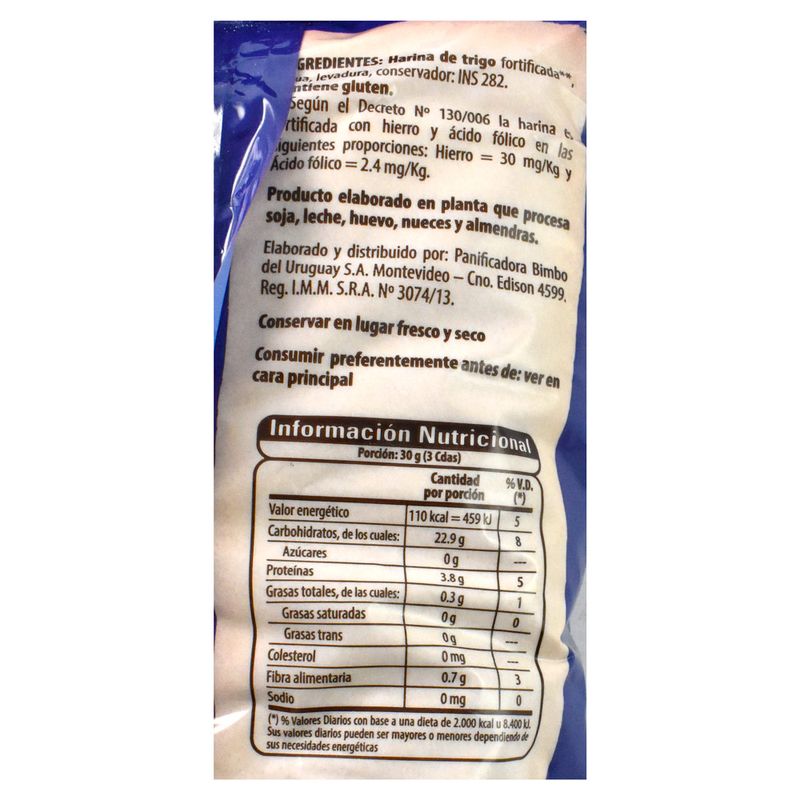 GREDIENTES: Harina de trigo fortificada**,
ua, levadura, conservador: INS 282.
ntiene gluten.
Según el Decreto Nº 130/006 la harina e
rtificada con hierro y ácido fólico en las
iguientes proporciones: Hierro = 30 mg/Kg y
Ácido fólico = 2.4 mg/Kg.
Producto elaborado en planta que procesa
soja, leche, huevo, nueces y almendras.
Elaborado y distribuido por: Panificadora Bimbo
del Uruguay S.A. Montevideo – Cno. Edison 4599.
Reg. I.M.M. S.R.A. Nº 3074/13.
Conservar en lugar fresco y seco
Consumir preferentemente antes de: ver en
cara principal
Información Nutricional
Porción: 30 g (3 Cdas)
Cantidad por porción % V.D. (*)
Valor energético 110 kcal = 459 kJ 5
Carbohidratos, de los cuales: 22.9 g 8
Azúcares 0 g ---
Proteínas 3.8 g 5
Grasas totales, de las cuales: 0.3 g 1
Grasas saturadas 0 g 0
Grasas trans 0 g ---
Colesterol 0 mg ---
Fibra alimentaria 0.7 g 3
Sodio 0 mg 0
(*) % Valores Diarios con base a una dieta de 2.000 kcal u 8.400 kJ.
Sus valores diarios pueden ser mayores o menores dependiendo de
sus necesidades energéticas